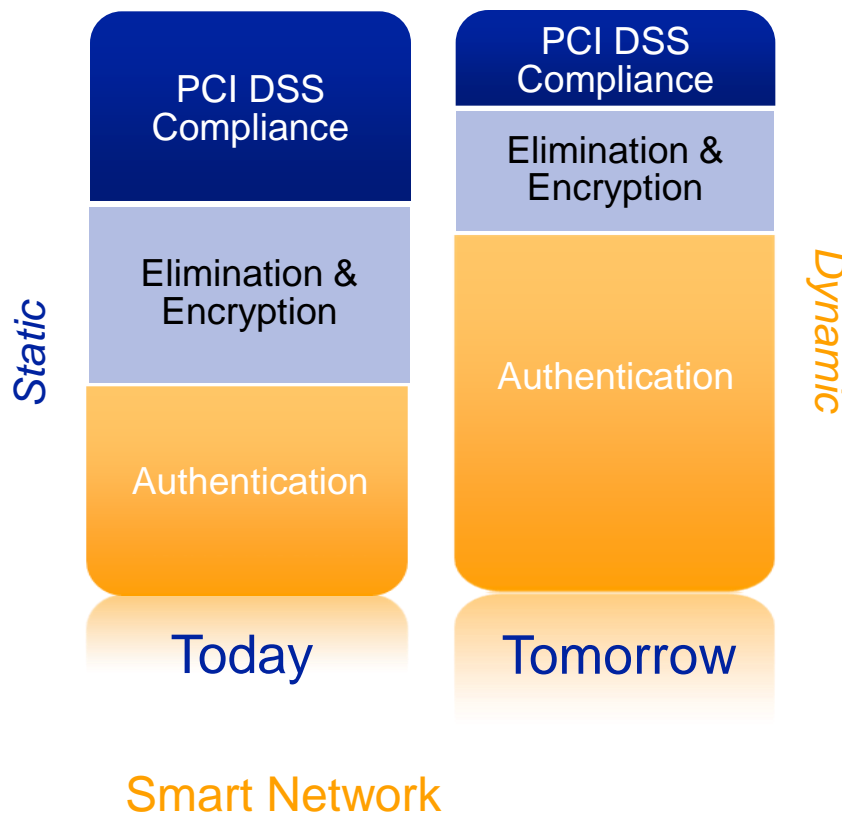 PCI DSS
Compliance
Elimination &
Encryption
Authentication
Static
Today
PCI DSS
Compliance
Elimination &
Encryption
Authentication
Dynamic
Tomorrow
Smart Network